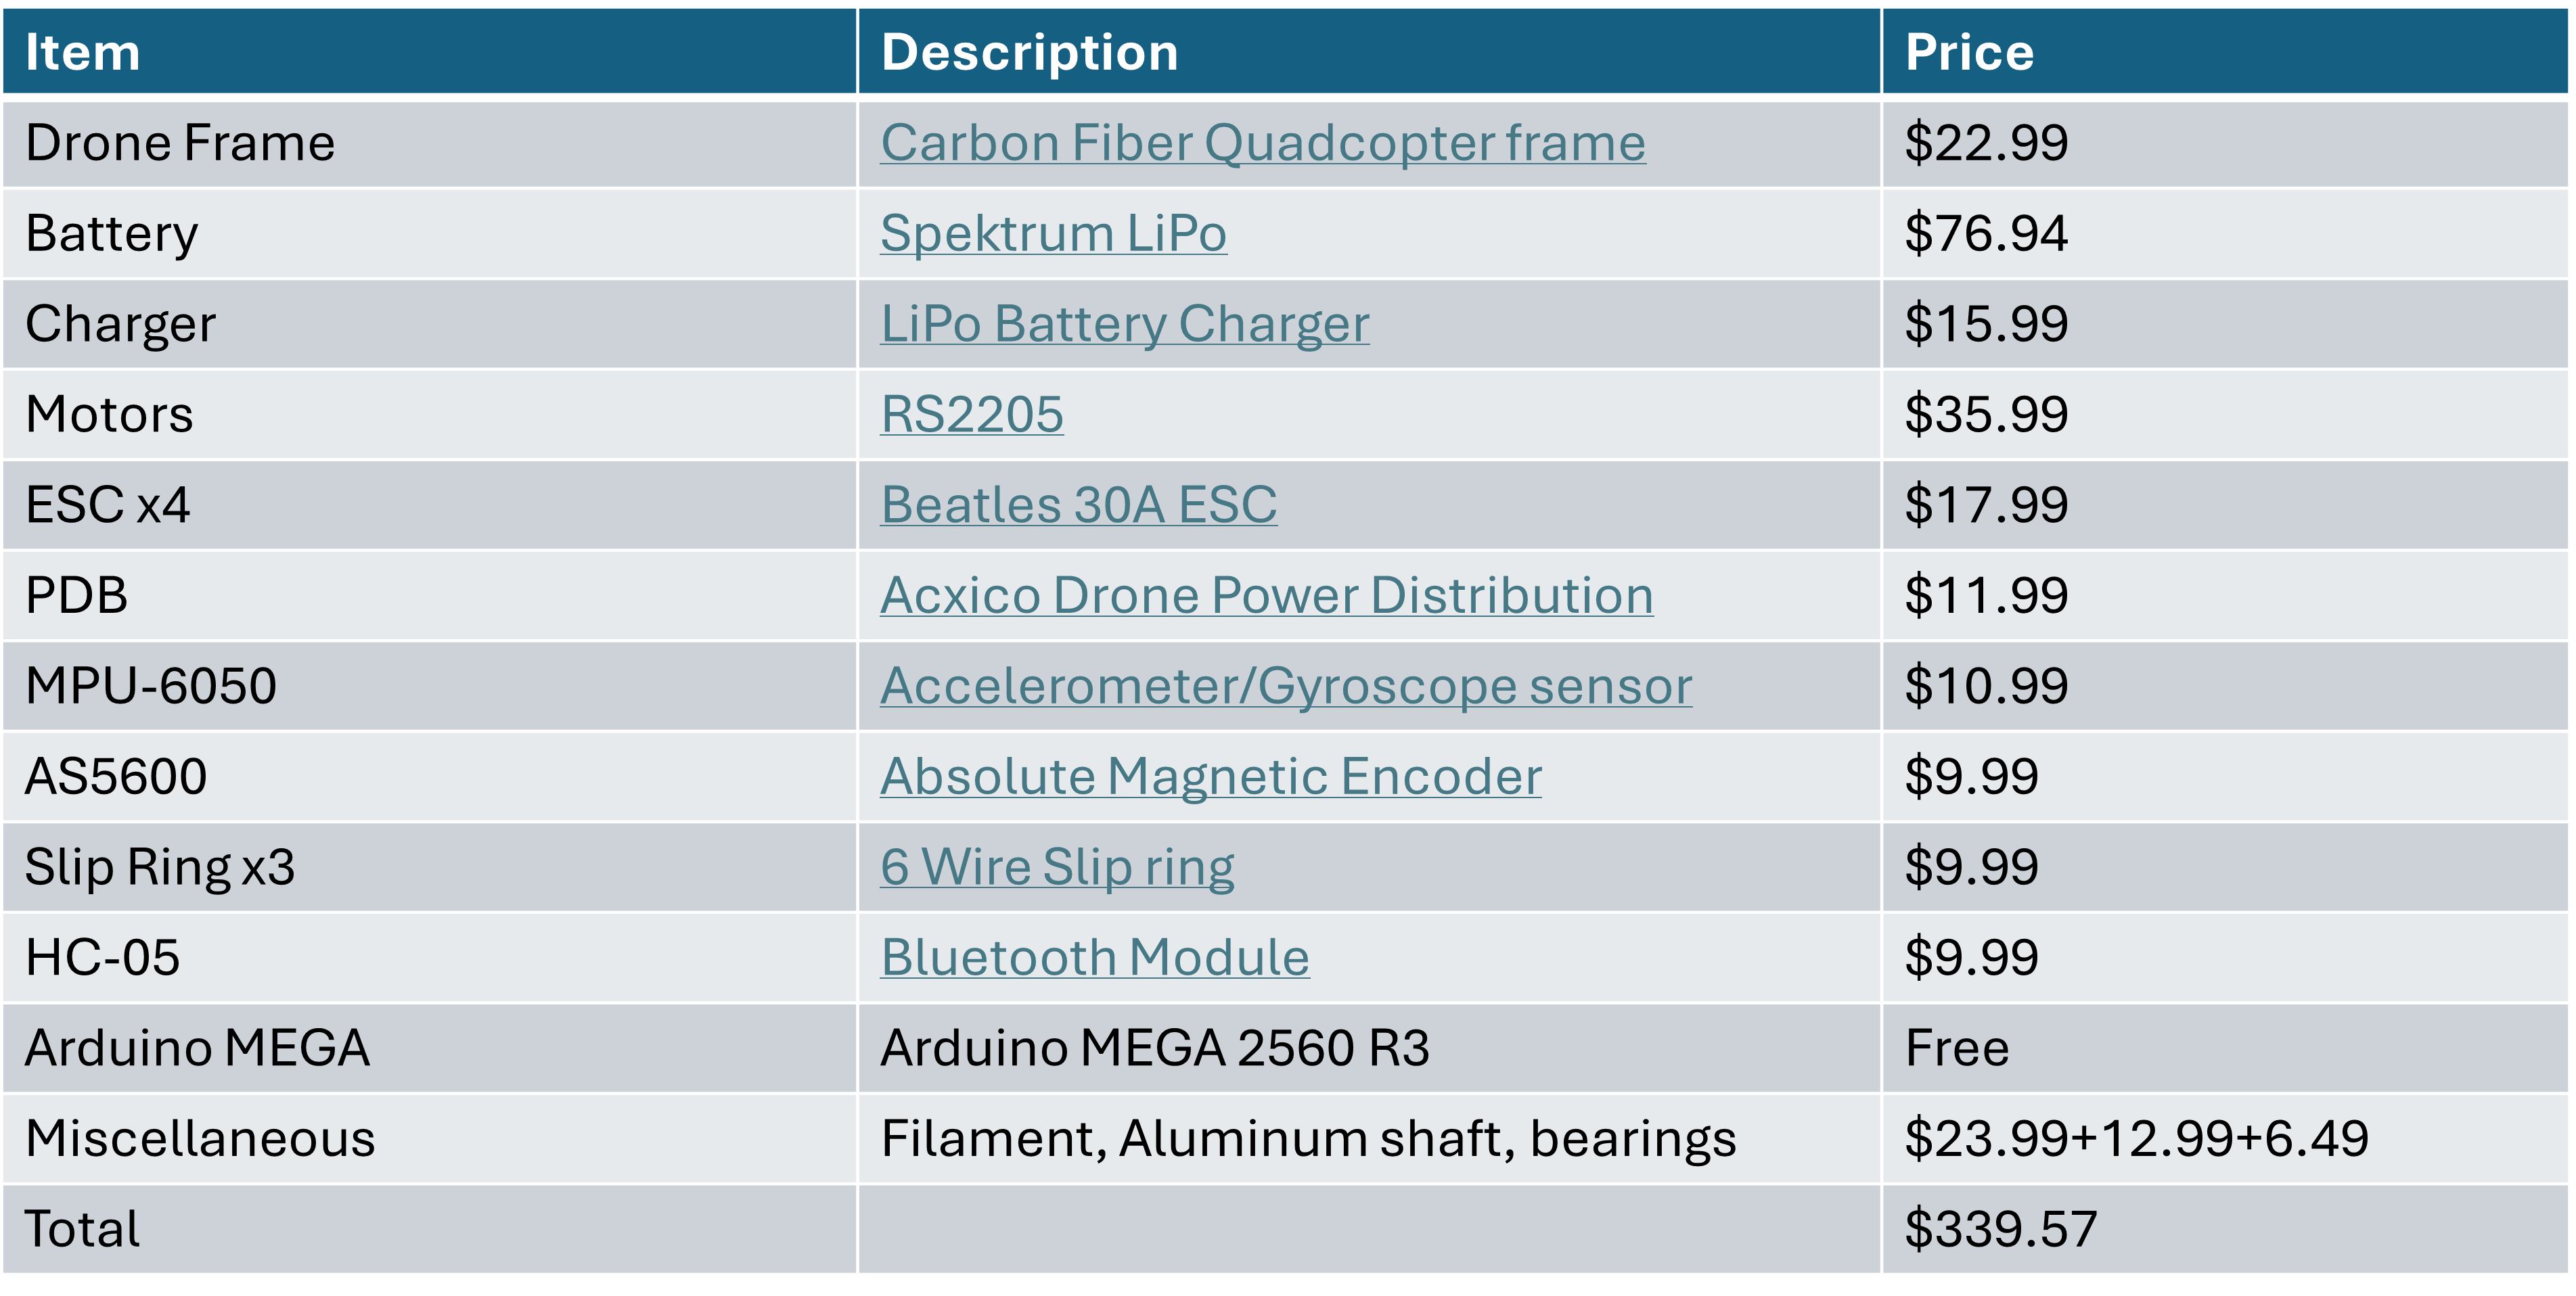 Item Description Price
Drone Frame Carbon Fiber Quadcopter frame $22.99
Battery Spektrum LiPo $76.94
Charger LiPo Battery Charger $15.99
Motors RS2205 $35.99
ESC x4 Beatles 30A ESC $17.99
PDB Acxico Drone Power Distribution $11.99
MPU-6050 Accelerometer/Gyroscope sensor $10.99
AS5600 Absolute Magnetic Encoder $9.99
Slip Ring x3 6 Wire Slip ring $9.99
HC-05 Bluetooth Module $9.99
Arduino MEGA Arduino MEGA 2560 R3 Free
Miscellaneous Filament, Aluminum shaft, bearings $23.99+12.99+6.49
Total $339.57